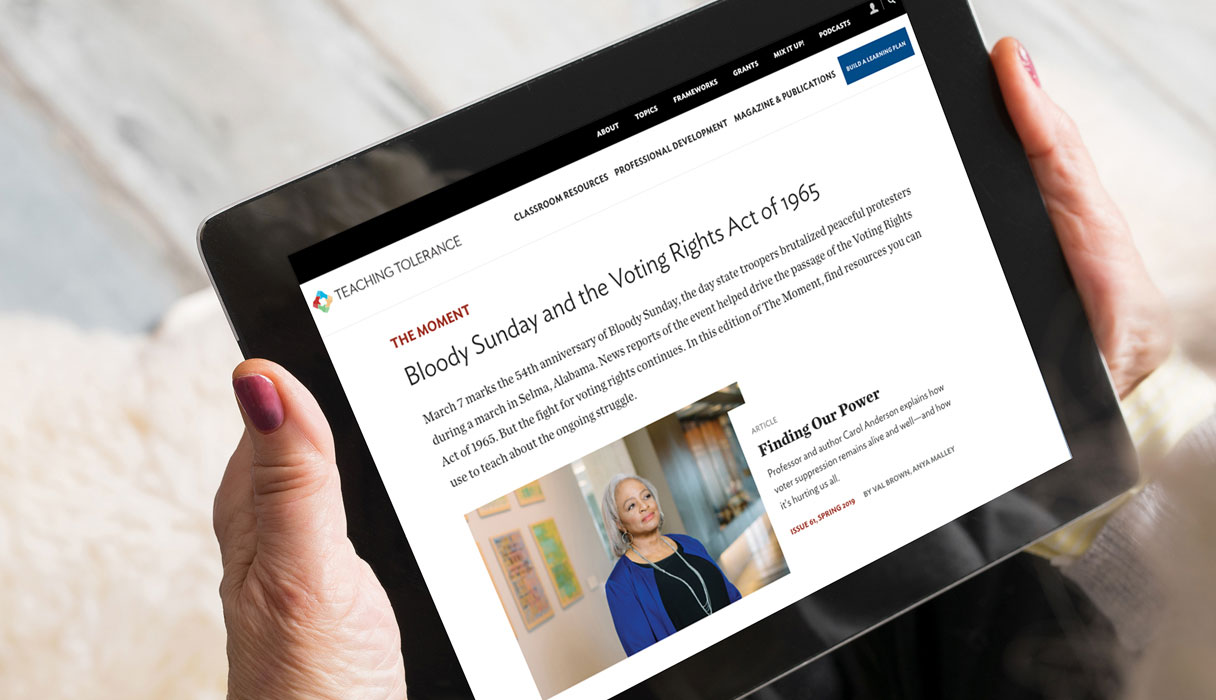 ABOUT TOPICS FRAMEWORKS GRANTS MIX IT UP! PODCASTS
TEACHING TOLERANCE
CLASSROOM RESOURCES PROFESSIONAL DEVELOPMENT MAGAZINE & PUBLICATIONS BUILD A LEARNING PLAN
THE MOMENT
Bloody Sunday and the Voting Rights Act of 1965
March 7 marks the 54th anniversary of Bloody Sunday, the day state troopers brutalized peaceful protesters
during a march in Selma, Alabama. News reports of the event helped drive the passage of the Voting Rights
Act of 1965. But the fight for voting rights continues. In this edition of The Moment, find resources you can
use to teach about the ongoing struggle.
ARTICLE
Finding Our Power
Professor and author Carol Anderson explains how
voter suppression remains alive and well—and how
it's hurting us all.
ISSUE 61, SPRING 2019 BY VAL BROWN, ANYA MALLEY